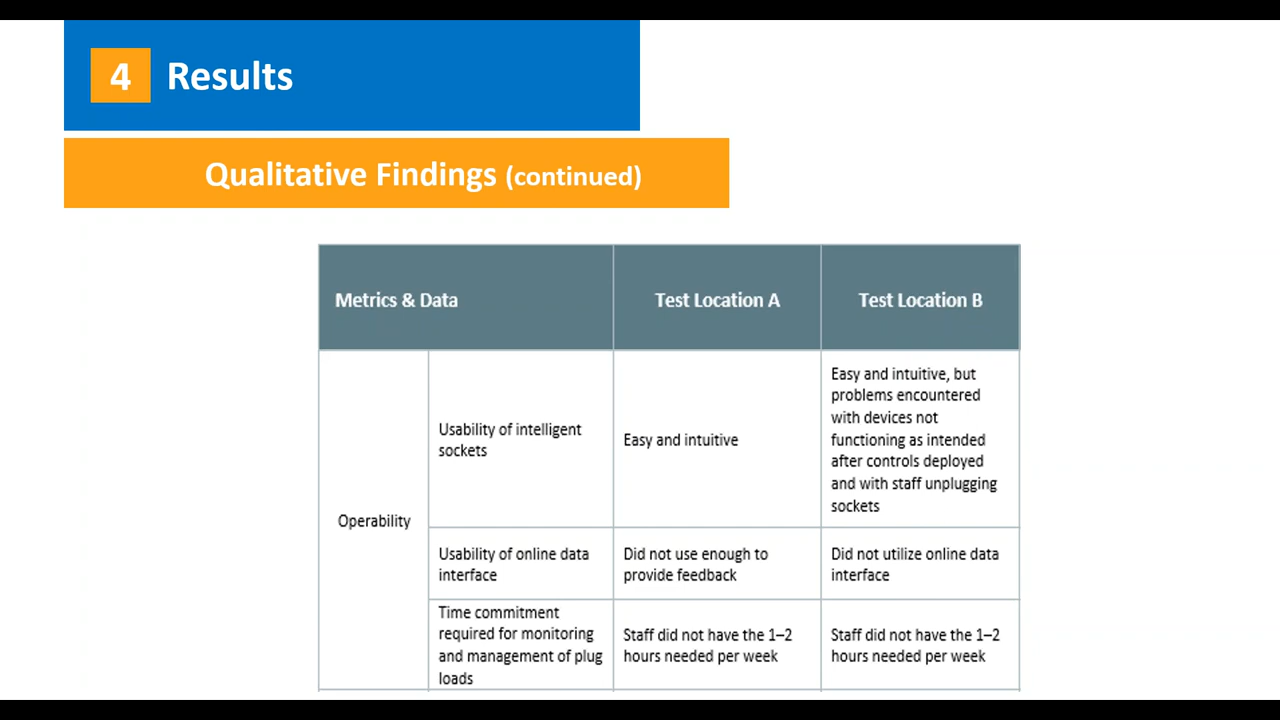 4 Results
Qualitative Findings (continued)
Metrics & Data
Test Location A
Test Location B
Operability
Usability of intelligent
sockets
Easy and intuitive
Easy and intuitive, but
problems encountered
with devices not
functioning as intended
after controls deployed
and with staff unplugging
sockets
Usability of online data
interface
Did not use enough to
provide feedback
Did not utilize online data
interface
Time commitment
required for monitoring
and management of plug
loads
Staff did not have the 1–2
hours needed per week
Staff did not have the 1–2
hours needed per week